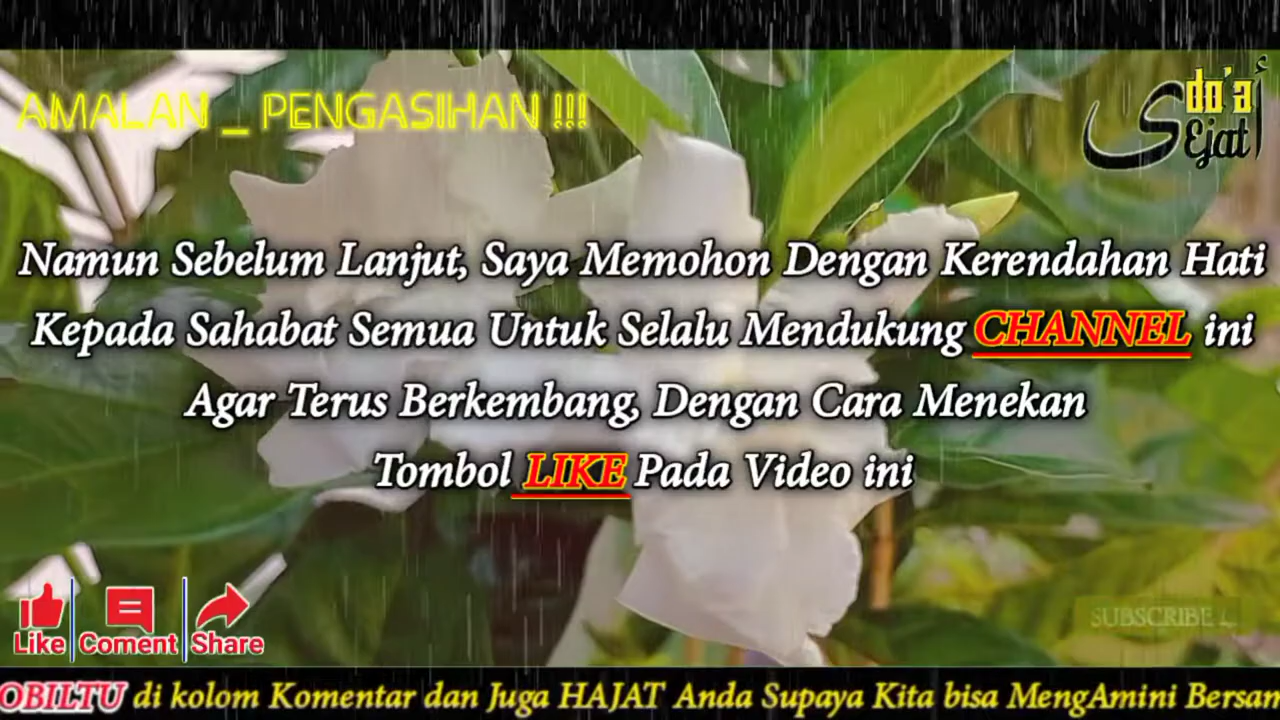 AMALAN _ PENGASIHAN !!!
do'a
Ejat
Namun Sebelum Lanjut, Saya Memohon Dengan Kerendahan Hati
Kepada Sahabat Semua Untuk Selalu Mendukung CHANNEL ini
Agar Terus Berkembang, Dengan Cara Menekan
Tombol LIKE Pada Video ini
Like Coment Share
SUBSCRIBE
OBILTU di kolom Komentar dan Juga HAJAT Anda Supaya Kita bisa MengAmini Bersan